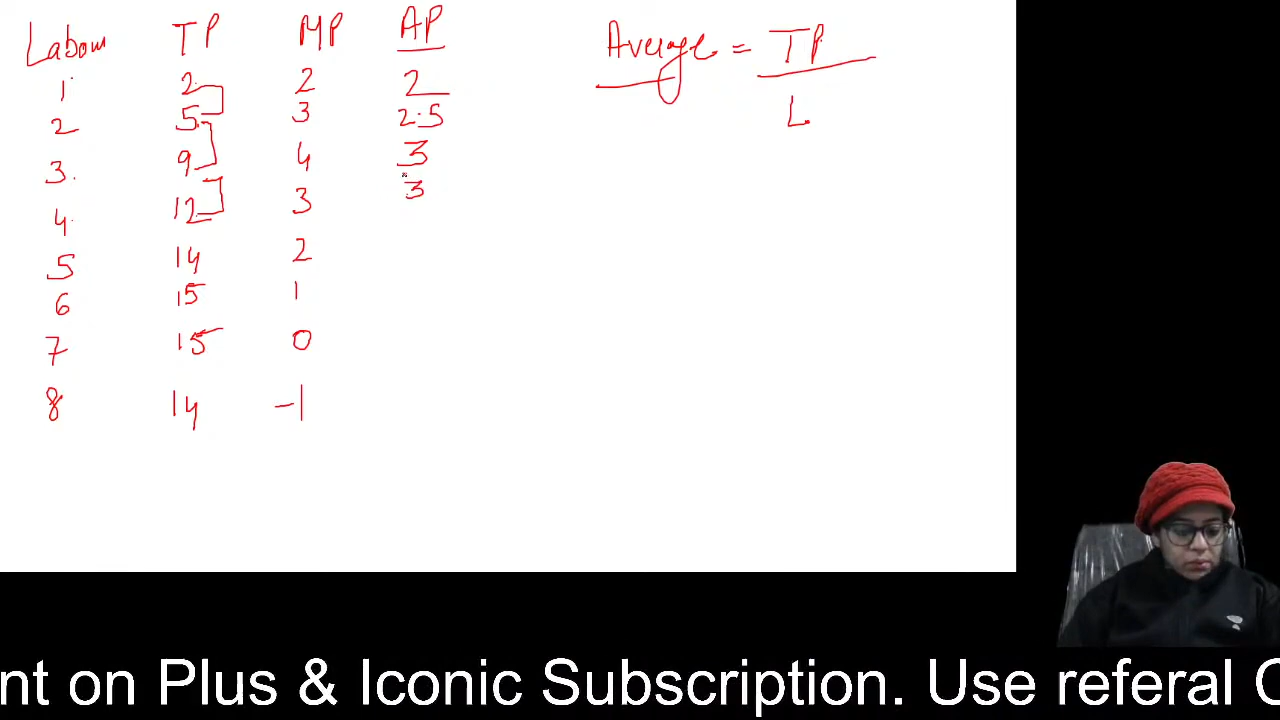 Labour TP MP AP Average = TP / L
1 2 2 2
2 5 3 2.5
3. 9 4 3
4 12 3 3
5 14 2
6 15 1
7 15 0
8 14 -1
nt on Plus & Iconic Subscription. Use referal C